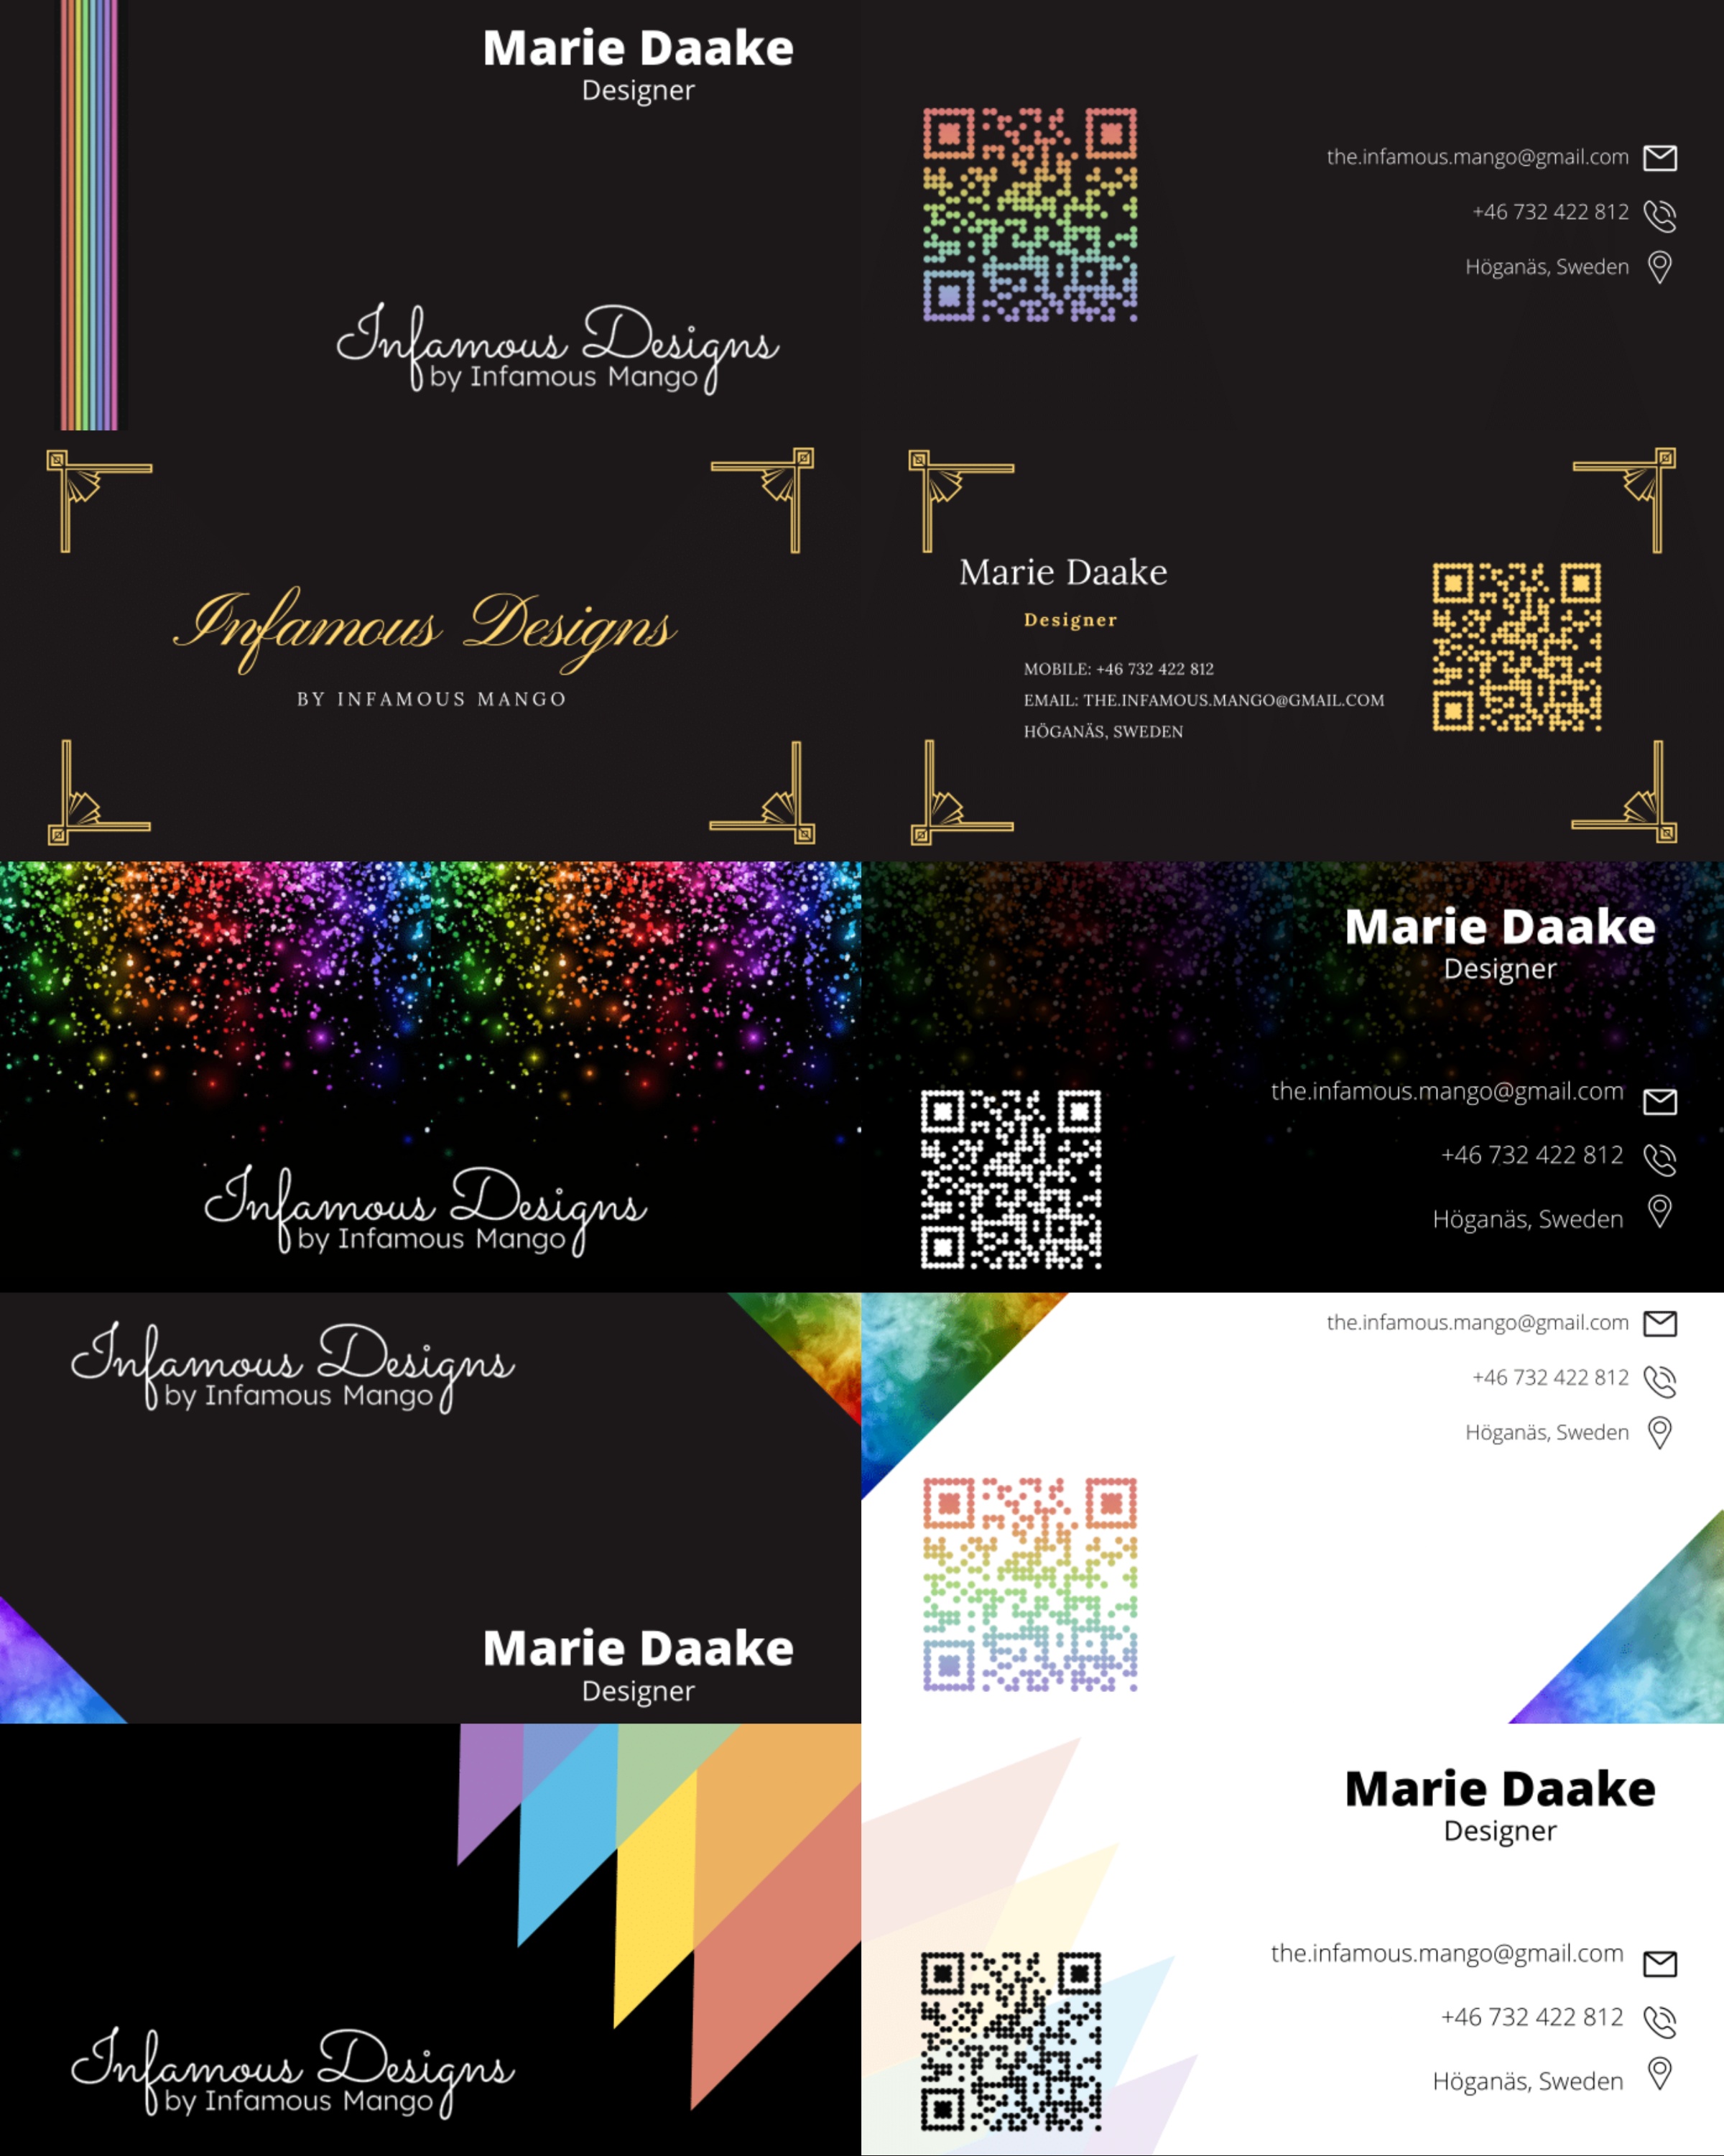 Marie Daake
Designer
Infamous Designs
by Infamous Mango
the.infamous.mango@gmail.com
+46 732 422 812
Höganäs, Sweden
Infamous Designs
BY INFAMOUS MANGO
Marie Daake
Designer
MOBILE: +46 732 422 812
EMAIL: THE.INFAMOUS.MANGO@GMAIL.COM
HÖGANÄS, SWEDEN
Infamous Designs
by Infamous Mango
Marie Daake
Designer
the.infamous.mango@gmail.com
+46 732 422 812
Höganäs, Sweden
Infamous Designs
by Infamous Mango
Marie Daake
Designer
the.infamous.mango@gmail.com
+46 732 422 812
Höganäs, Sweden
Infamous Designs
by Infamous Mango
Marie Daake
Designer
the.infamous.mango@gmail.com
+46 732 422 812
Höganäs, Sweden